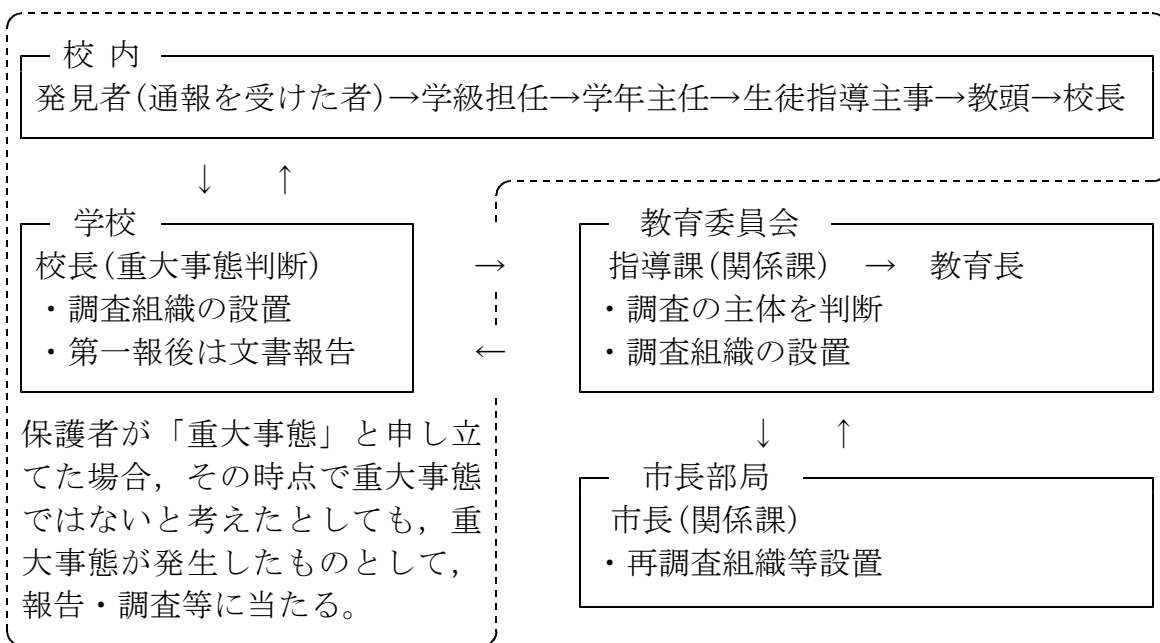 校 内
発見者(通報を受けた者)→学級担任→学年主任→生徒指導主事→教頭→校長
↓ ↑
学校
校長(重大事態判断)
・調査組織の設置
・第一報後は文書報告
→
←
教育委員会
指導課(関係課) → 教育長
・調査の主体を判断
・調査組織の設置
保護者が「重大事態」と申し立
てた場合，その時点で重大事態
ではないと考えたとしても，重
大事態が発生したものとして，
報告・調査等に当たる。
↓ ↑
市長部局
市長(関係課)
・再調査組織等設置